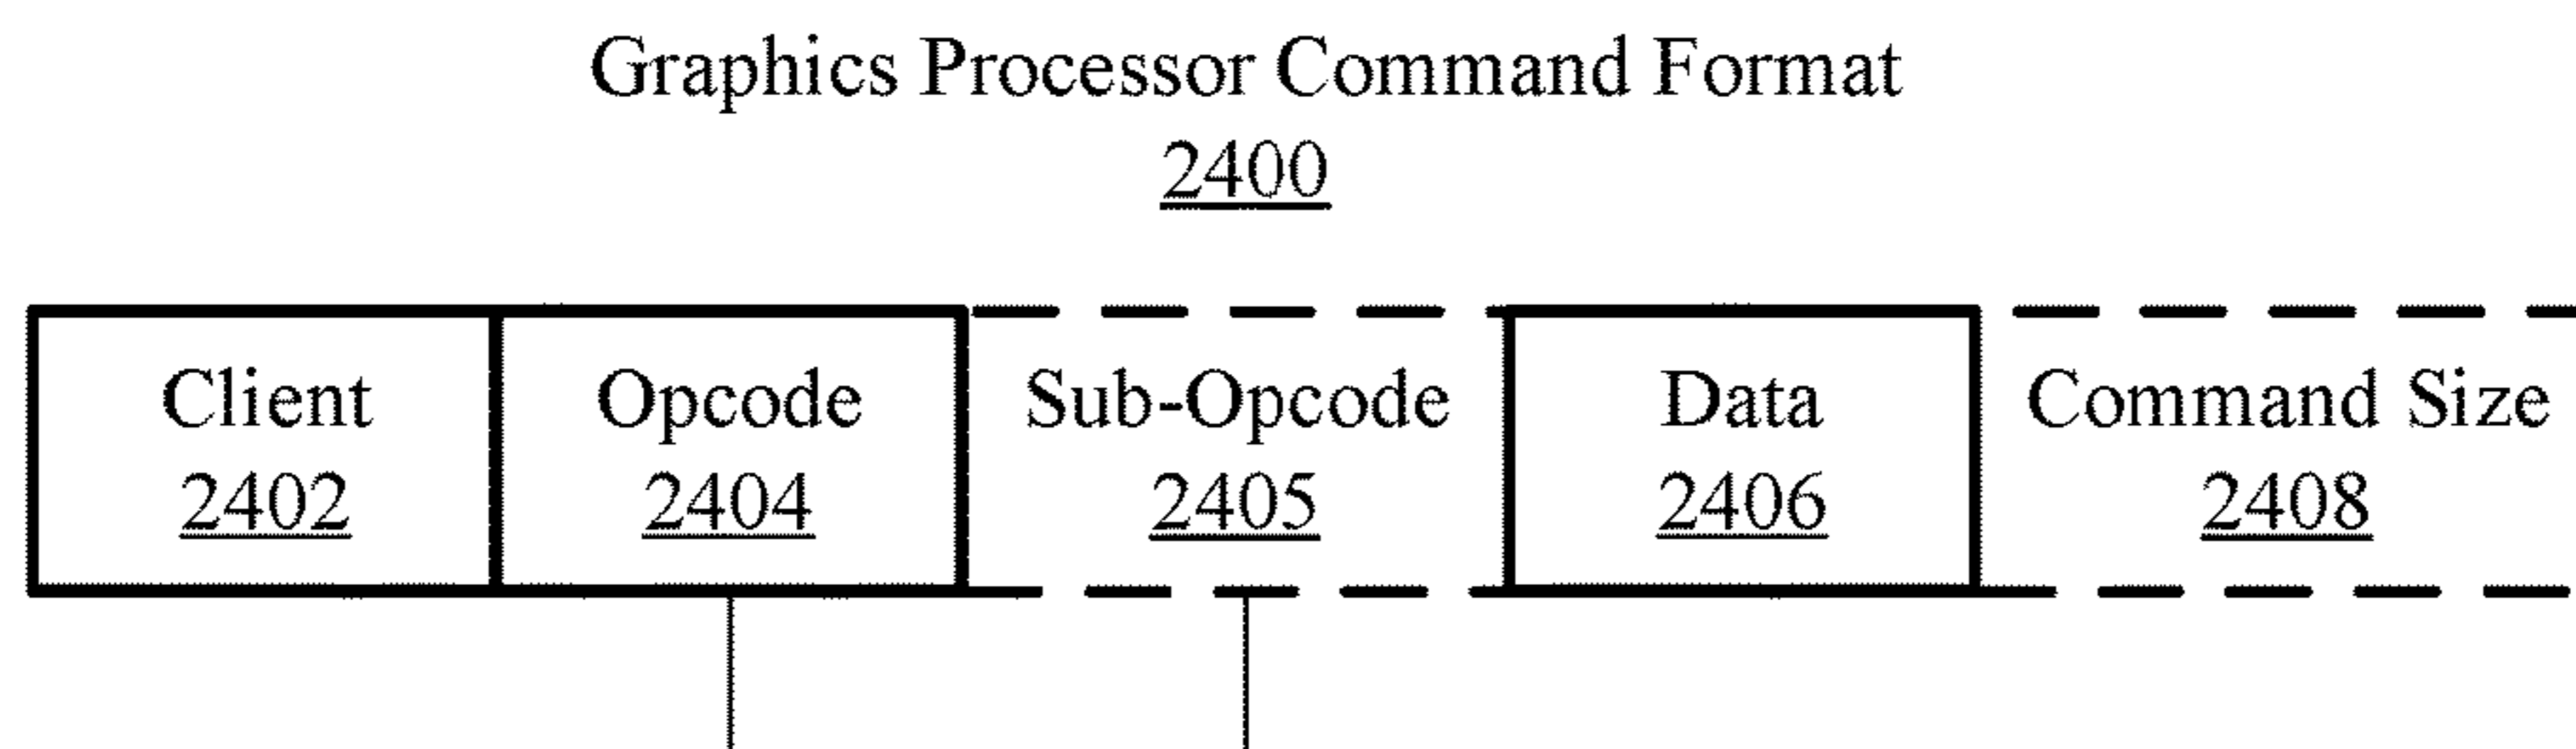 Graphics Processor Command Format
2400
Client Opcode Sub-Opcode Data Command Size
2402 2404 2405 2406 2408